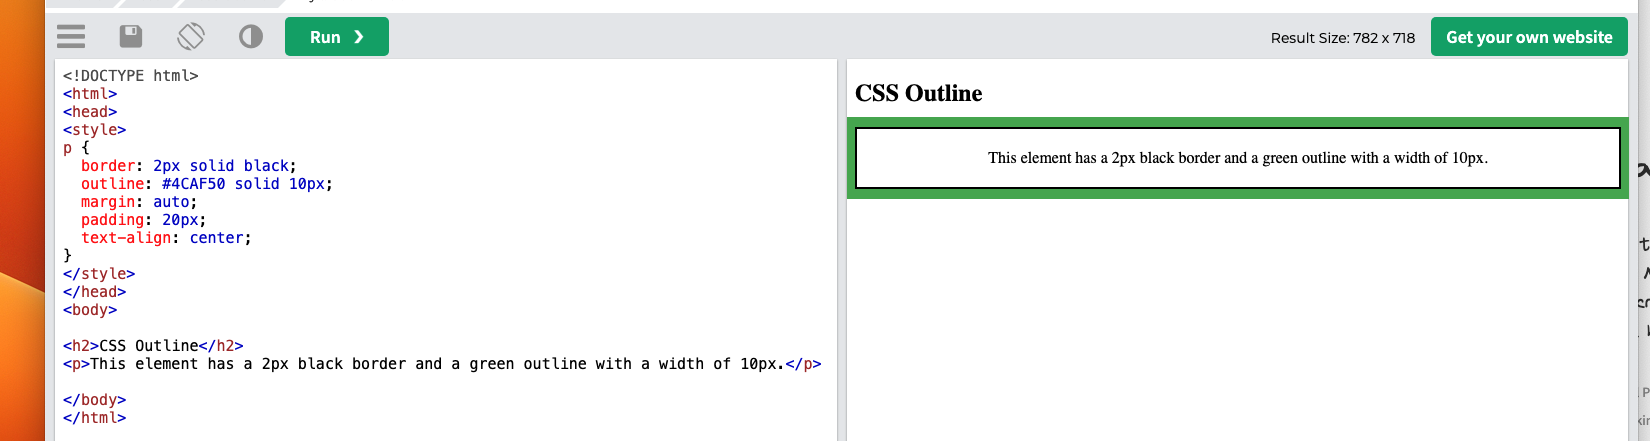 Run ❯
Result Size: 782 x 718
Get your own website
<!DOCTYPE html>
<html>
<head>
<style>
p {
  border: 2px solid black;
  outline: #4CAF50 solid 10px;
  margin: auto;
  padding: 20px;
  text-align: center;
}
</style>
</head>
<body>

<h2>CSS Outline</h2>
<p>This element has a 2px black border and a green outline with a width of 10px.</p>

</body>
</html>
CSS Outline
This element has a 2px black border and a green outline with a width of 10px.